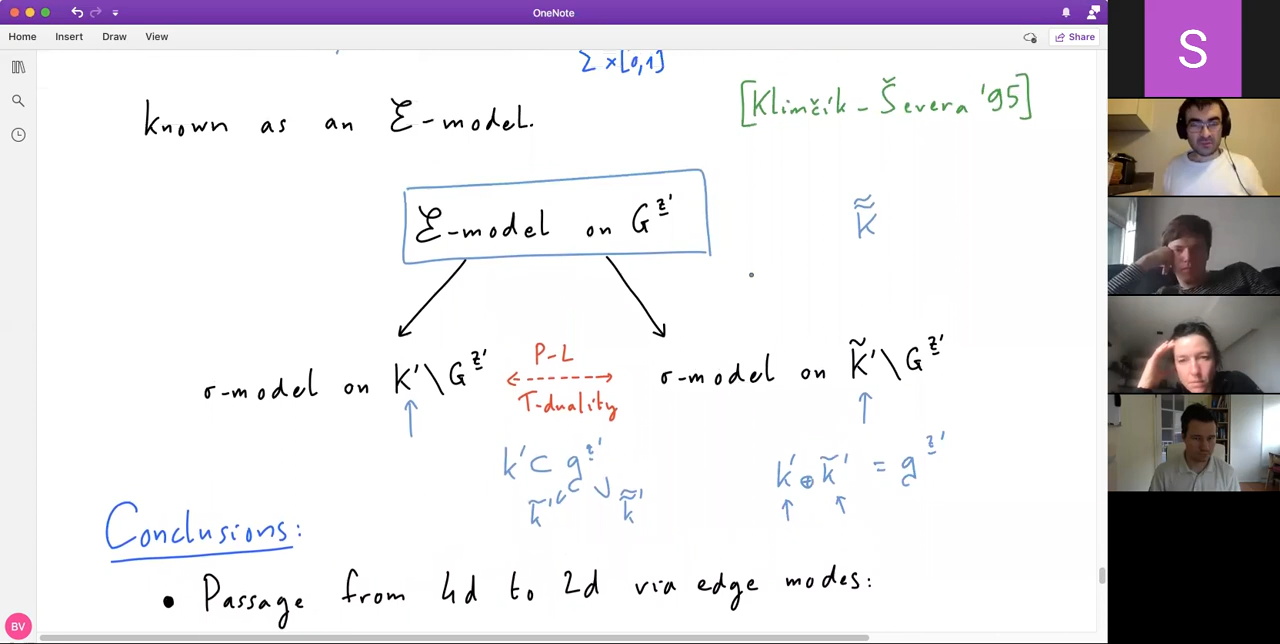 OneNote
Home Insert Draw View
Share
Σ ×[0,1]
known as an ℰ-model.
[Klimčík - Ševera '95]
ℰ-model on G^z̲'
K̃̃
σ-model on K'\G^z̲'
P-L
T-duality
σ-model on K̃'\G^z̲'
k' ⊂ g^z̲'
k̃' k̃̃'
k' ⊕ k̃' = g^z̲'
Conclusions:
• Passage from 4d to 2d via edge modes:
BV
S